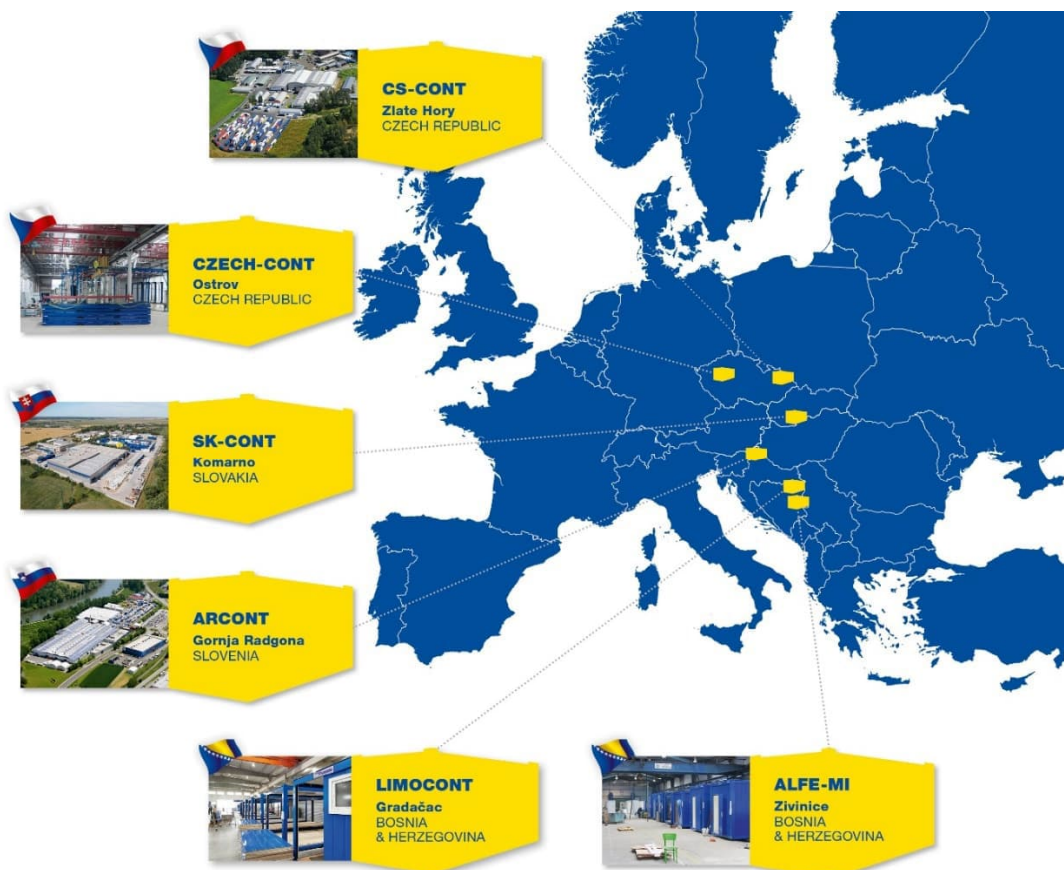 CS-CONT
Zlate Hory
CZECH REPUBLIC
CZECH-CONT
Ostrov
CZECH REPUBLIC
SK-CONT
Komarno
SLOVAKIA
ARCONT
Gornja Radgona
SLOVENIA
LIMOCONT
Gradačac
BOSNIA
& HERZEGOVINA
ALFE-MI
Zivinice
BOSNIA
& HERZEGOVINA